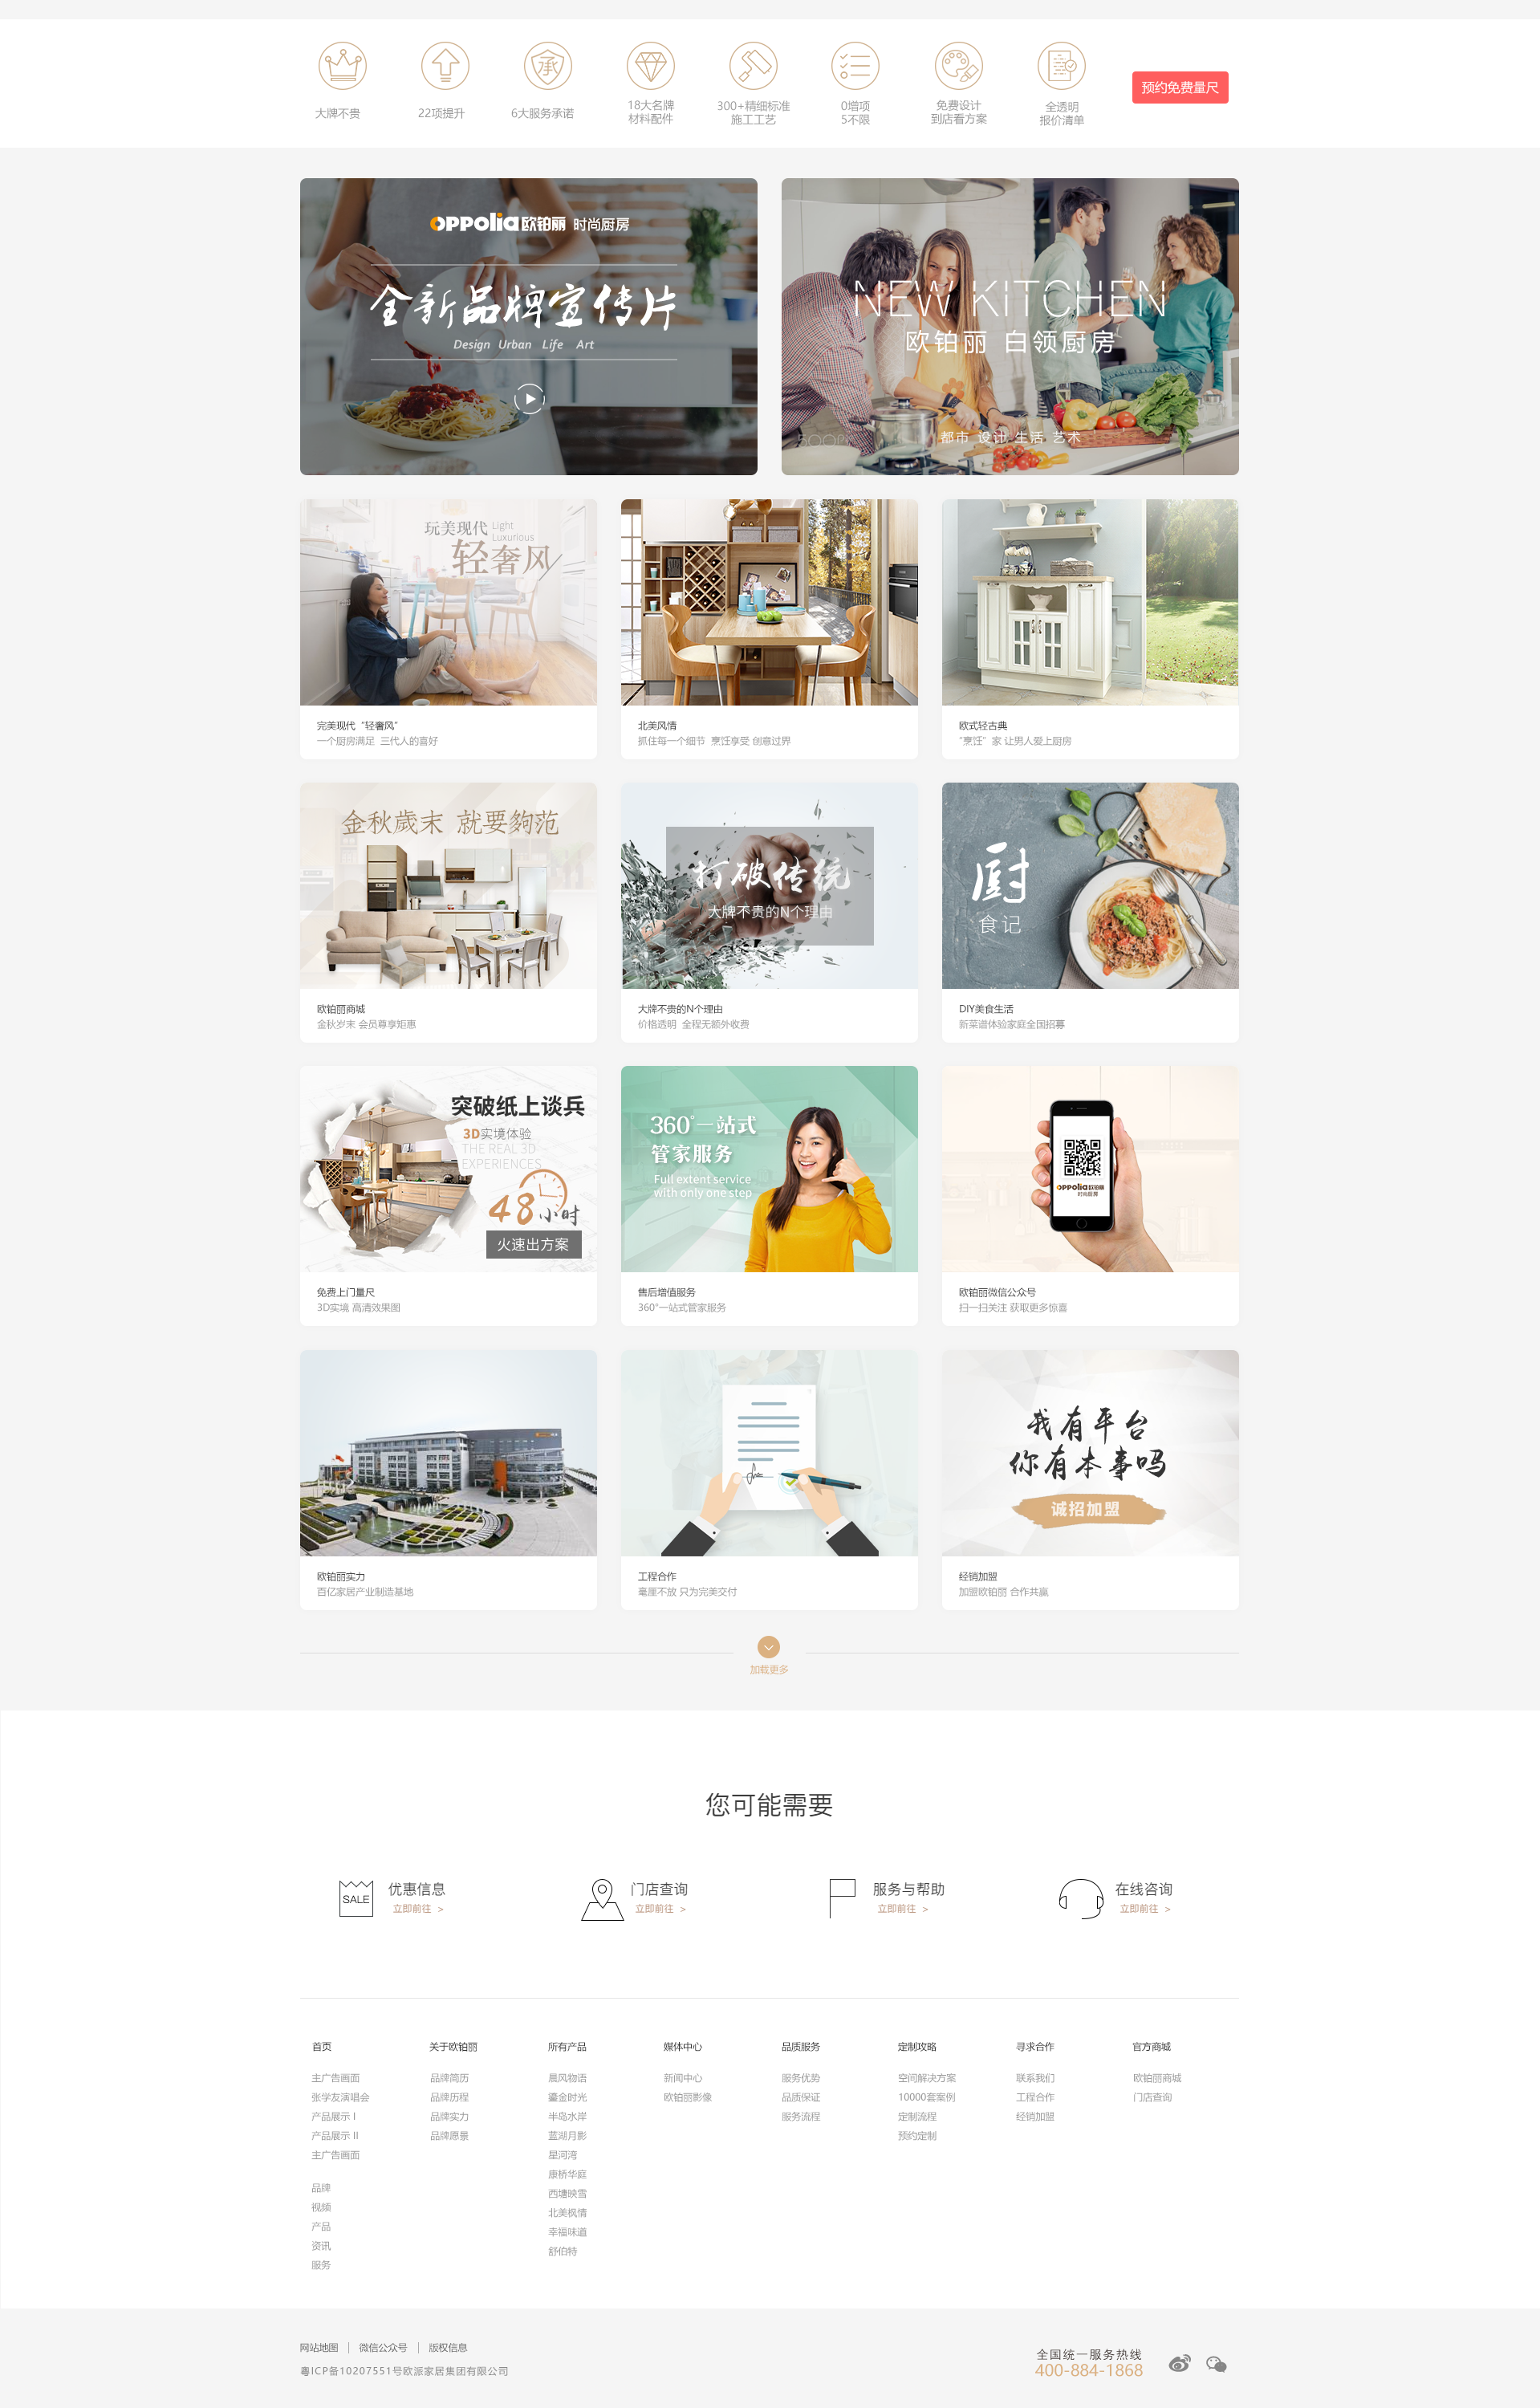 大牌不贵
22项提升
6大服务承诺
18大名牌
材料配件
300+精细标准
施工工艺
0增项
5不限
免费设计
到店看方案
全透明
报价清单
预约免费量尺
承
oppolia欧铂丽 时尚厨房
全新品牌宣传片
Design Urban Life Art
NEW KITCHEN
欧铂丽 白领厨房
都市 设计 生活 艺术
玩美现代 Light
Luxurious
轻奢风
完美现代 “轻奢风”
一个厨房满足 三代人的喜好
北美风情
抓住每一个细节 烹饪享受 创意过界
欧式轻古典
“烹饪” 家 让男人爱上厨房
金秋歲末 就要夠范
欧铂丽商城
金秋岁末 会员尊享钜惠
打破传统
大牌不贵的N个理由
大牌不贵的N个理由
价格透明 全程无额外收费
厨
食记
DIY美食生活
新菜谱体验家庭全国招募
突破纸上谈兵
3D实境体验
THE REAL 3D
EXPERIENCES
48小时
火速出方案
免费上门量尺
3D实境 高清效果图
360°一站式
管家服务
Full extent service
with only one step
售后增值服务
360°一站式管家服务
oppolia欧铂丽
时尚厨房
欧铂丽微信公众号
扫一扫关注 获取更多惊喜
欧铂丽实力
百亿家居产业制造基地
工程合作
毫厘不放 只为完美交付
我有平台
你有本事吗
诚招加盟
经销加盟
加盟欧铂丽 合作共赢
加载更多
您可能需要
SALE
优惠信息
立即前往 >
门店查询
立即前往 >
服务与帮助
立即前往 >
在线咨询
立即前往 >
首页
主广告画面
张学友演唱会
产品展示 I
产品展示 II
主广告画面
品牌
视频
产品
资讯
服务
关于欧铂丽
品牌简历
品牌历程
品牌实力
品牌愿景
所有产品
晨风物语
鎏金时光
半岛水岸
蓝湖月影
星河湾
康桥华庭
西塘映雪
北美枫情
幸福味道
舒伯特
媒体中心
新闻中心
欧铂丽影像
品质服务
服务优势
品质保证
服务流程
定制攻略
空间解决方案
10000套案例
定制流程
预约定制
寻求合作
联系我们
工程合作
经销加盟
官方商城
欧铂丽商城
门店查询
网站地图 | 微信公众号 | 版权信息
粤ICP备10207551号欧派家居集团有限公司
全国统一服务热线
400-884-1868